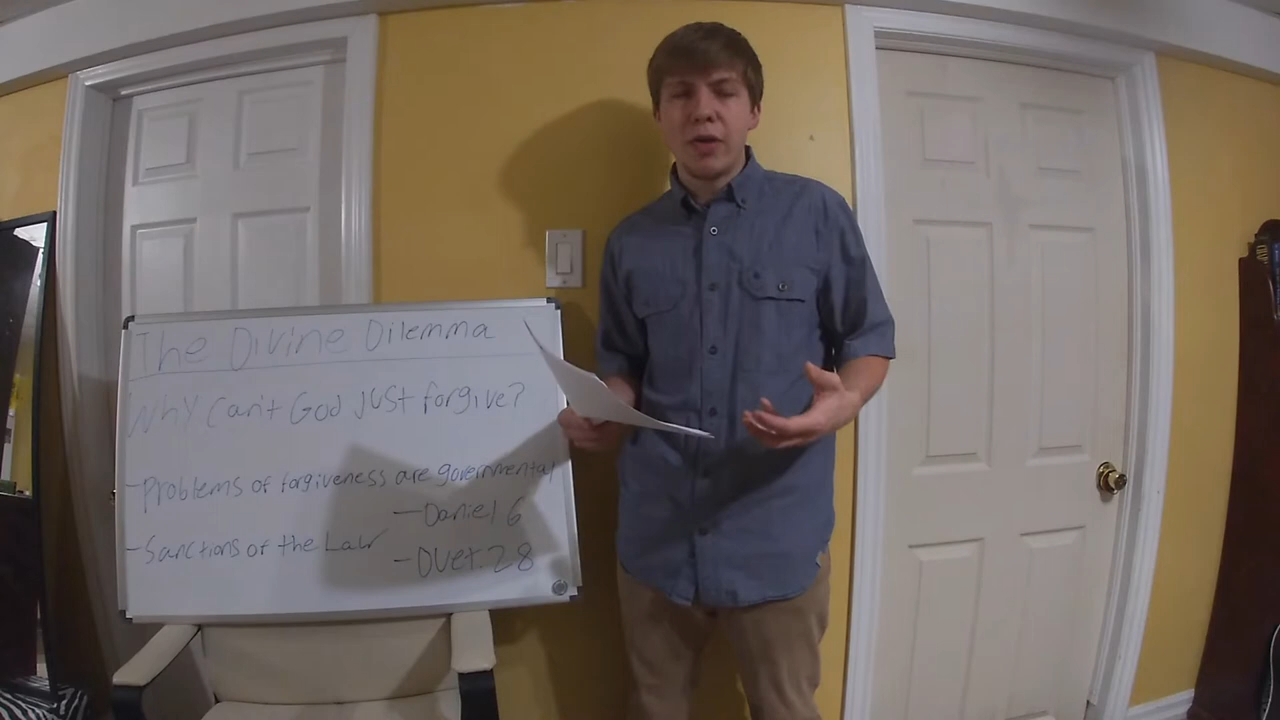 The Divine Dilemma
Why Can't God Just forgive?
-Problems of forgiveness are governmental
-Daniel 6
-Sanctions of the Law
-Duet. 28